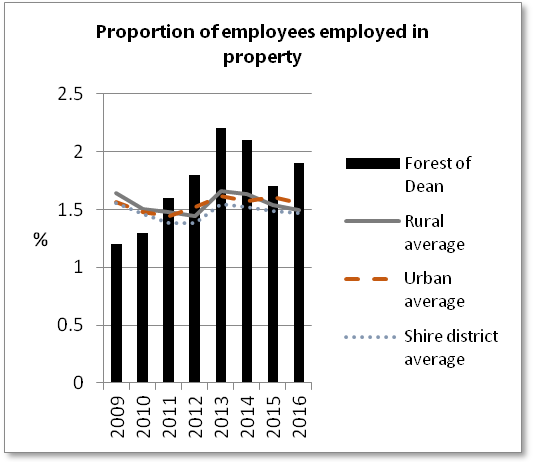 Proportion of employees employed in
property
2.5
2
1.5
1
0.5
0
%
2009
2010
2011
2012
2013
2014
2015
2016
Forest of
Dean
Rural
average
Urban
average
Shire district
average